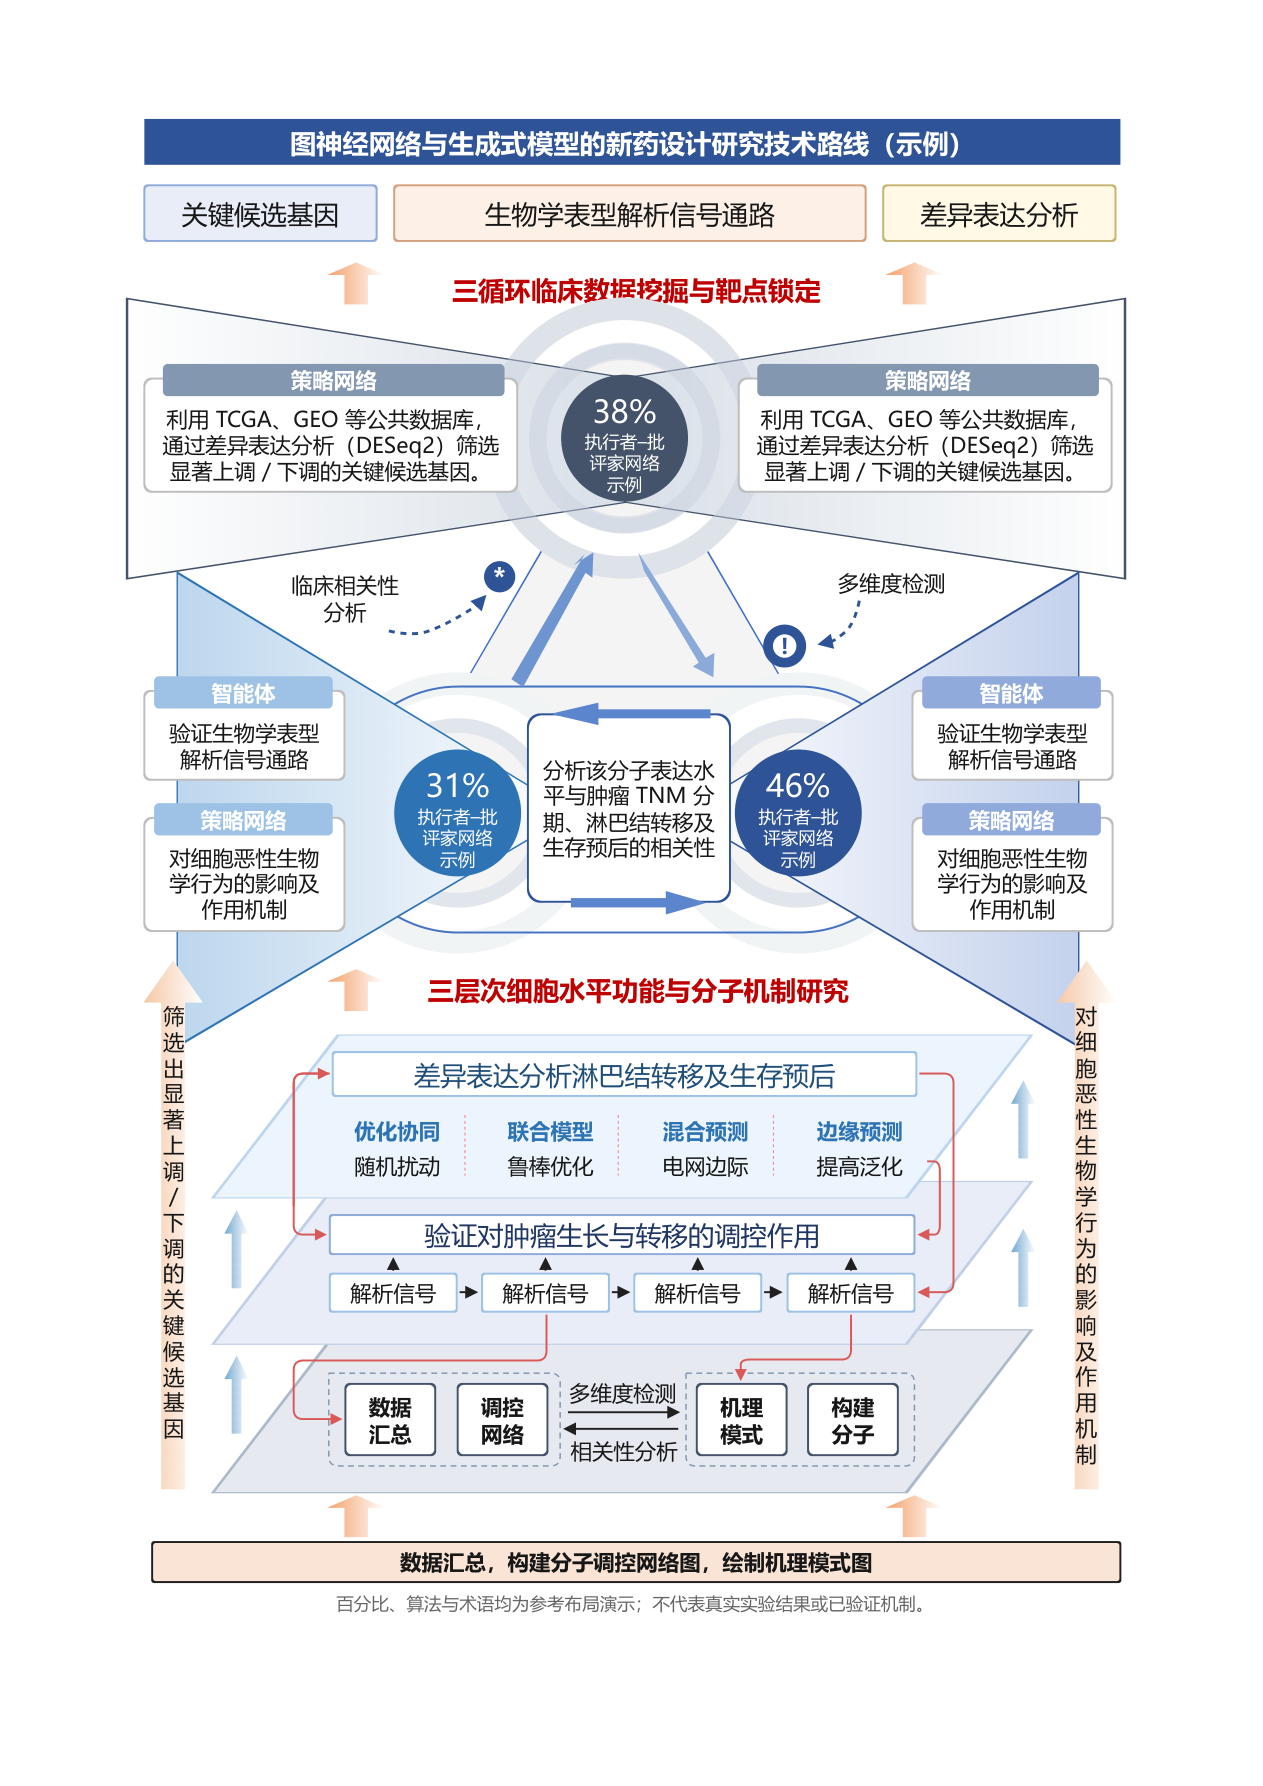 图神经网络与生成式模型的新药设计研究技术路线（示例）
关键候选基因
生物学表型解析信号通路
差异表达分析
三循环临床数据挖掘与靶点锁定
策略网络
利用 TCGA、GEO 等公共数据库，
通过差异表达分析（DESeq2）筛选
显著上调 / 下调的关键候选基因。
38%
执行者–批
评家网络
示例
策略网络
利用 TCGA、GEO 等公共数据库，
通过差异表达分析（DESeq2）筛选
显著上调 / 下调的关键候选基因。
临床相关性
分析
*
多维度检测
!
智能体
验证生物学表型
解析信号通路
策略网络
对细胞恶性生物
学行为的影响及
作用机制
31%
执行者–批
评家网络
示例
分析该分子表达水
平与肿瘤 TNM 分
期、淋巴结转移及
生存预后的相关性
46%
执行者–批
评家网络
示例
智能体
验证生物学表型
解析信号通路
策略网络
对细胞恶性生物
学行为的影响及
作用机制
三层次细胞水平功能与分子机制研究
筛选出显著上调/下调的关键候选基因
对细胞恶性生物学行为的影响及作用机制
差异表达分析淋巴结转移及生存预后
优化协同
联合模型
混合预测
边缘预测
随机扰动
鲁棒优化
电网边际
提高泛化
验证对肿瘤生长与转移的调控作用
解析信号
解析信号
解析信号
解析信号
数据
汇总
调控
网络
多维度检测
相关性分析
机理
模式
构建
分子
数据汇总，构建分子调控网络图，绘制机理模式图
百分比、算法与术语均为参考布局演示；不代表真实实验结果或已验证机制。